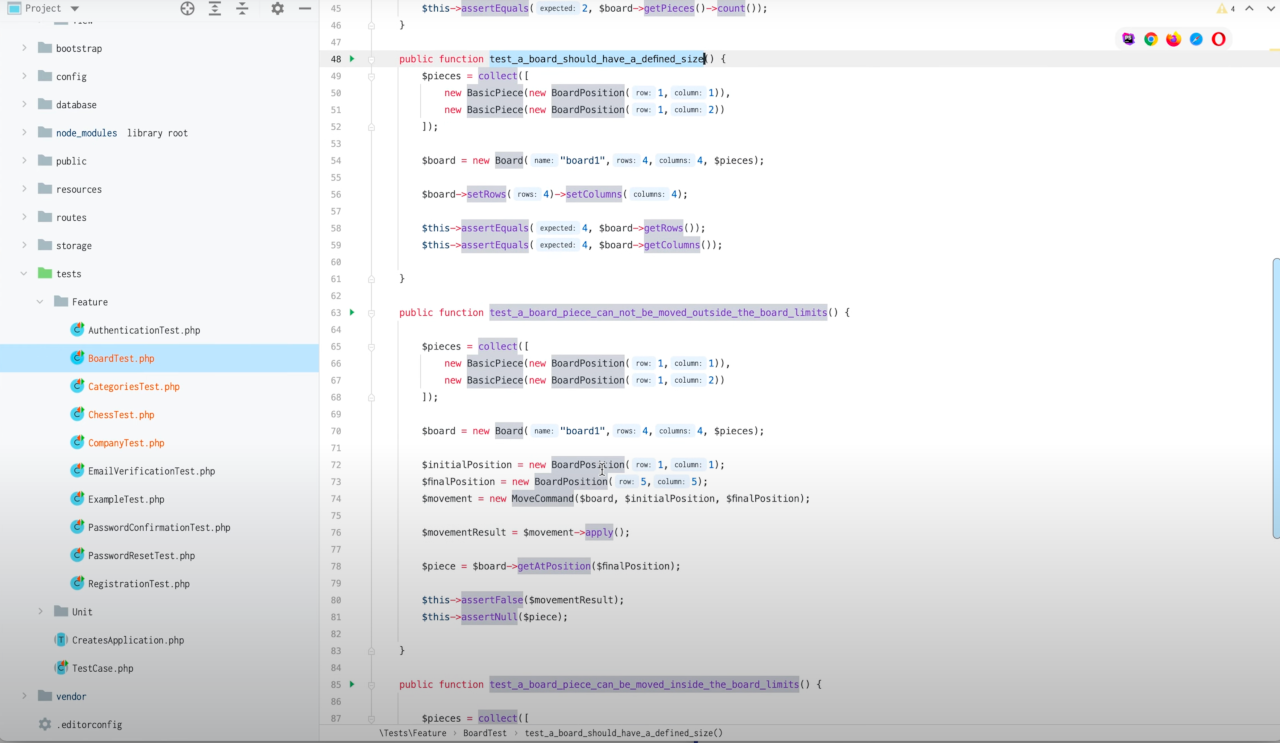 Project
45 $this->assertEquals( expected: 2, $board->getPieces()->count());
46 }
47
48 public function test_a_board_should_have_a_defined_size() {
49 $pieces = collect([
50 new BasicPiece(new BoardPosition( row: 1, column: 1)),
51 new BasicPiece(new BoardPosition( row: 1, column: 2))
52 ]);
53
54 $board = new Board( name: "board1", rows: 4, columns: 4, $pieces);
55
56 $board->setRows( rows: 4)->setColumns( columns: 4);
57
58 $this->assertEquals( expected: 4, $board->getRows());
59 $this->assertEquals( expected: 4, $board->getColumns());
60
61 }
62
63 public function test_a_board_piece_can_not_be_moved_outside_the_board_limits() {
64
65 $pieces = collect([
66 new BasicPiece(new BoardPosition( row: 1, column: 1)),
67 new BasicPiece(new BoardPosition( row: 1, column: 2))
68 ]);
69
70 $board = new Board( name: "board1", rows: 4, columns: 4, $pieces);
71
72 $initialPosition = new BoardPosition( row: 1, column: 1);
73 $finalPosition = new BoardPosition( row: 5, column: 5);
74 $movement = new MoveCommand($board, $initialPosition, $finalPosition);
75
76 $movementResult = $movement->apply();
77
78 $piece = $board->getAtPosition($finalPosition);
79
80 $this->assertFalse($movementResult);
81 $this->assertNull($piece);
82
83 }
84
85 public function test_a_board_piece_can_be_moved_inside_the_board_limits() {
86
87 $pieces = collect([
4
bootstrap
config
database
node_modules library root
public
resources
routes
storage
tests
Feature
AuthenticationTest.php
BoardTest.php
CategoriesTest.php
ChessTest.php
CompanyTest.php
EmailVerificationTest.php
ExampleTest.php
PasswordConfirmationTest.php
PasswordResetTest.php
RegistrationTest.php
Unit
CreatesApplication.php
TestCase.php
vendor
.editorconfig
\Tests\Feature › BoardTest › test_a_board_should_have_a_defined_size()